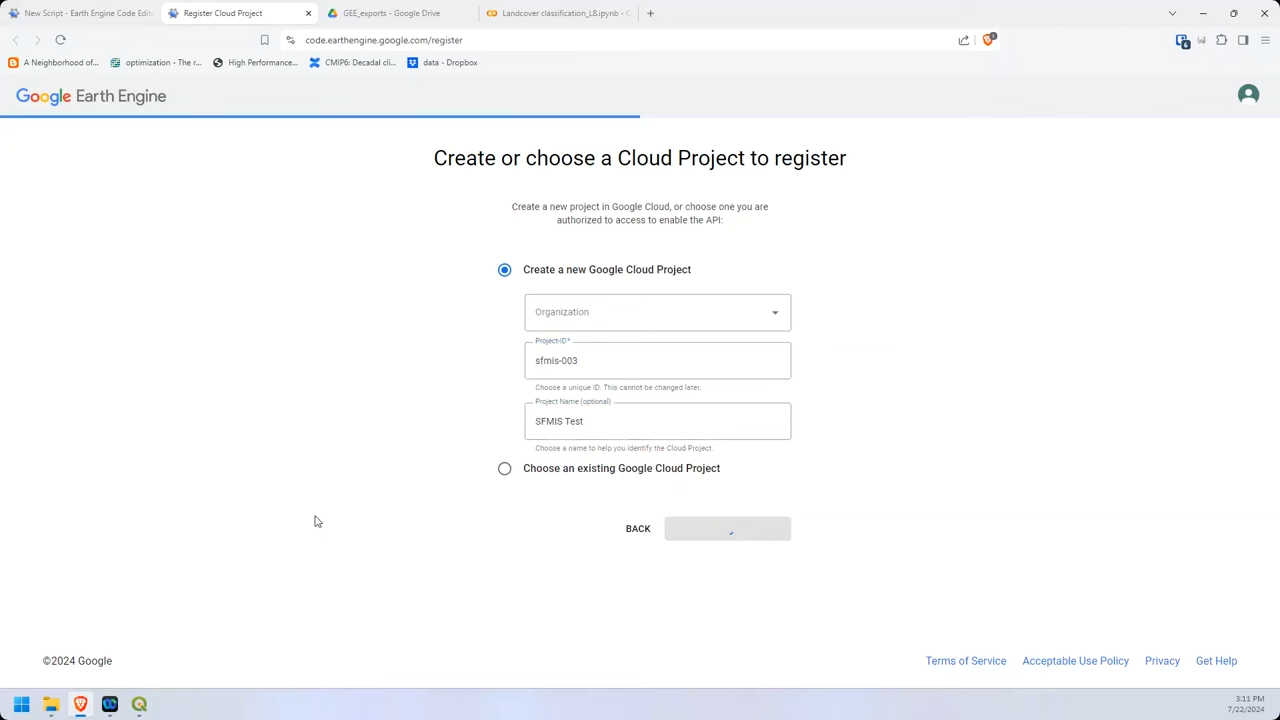 New Script - Earth Engine Code Edit
Register Cloud Project
GEE_exports - Google Drive
Landcover classification_L8.ipynb - C
code.earthengine.google.com/register
A Neighborhood of...
optimization - The r...
High Performance...
CMIP6: Decadal cli...
data - Dropbox
Google Earth Engine
Create or choose a Cloud Project to register
Create a new project in Google Cloud, or choose one you are
authorized to access to enable the API:
Create a new Google Cloud Project
Organization
Project-ID*
sfmis-003
Choose a unique ID. This cannot be changed later.
Project Name (optional)
SFMIS Test
Choose a name to help you identify the Cloud Project.
Choose an existing Google Cloud Project
BACK
©2024 Google
Terms of Service
Acceptable Use Policy
Privacy
Get Help
3:11 PM
7/22/2024